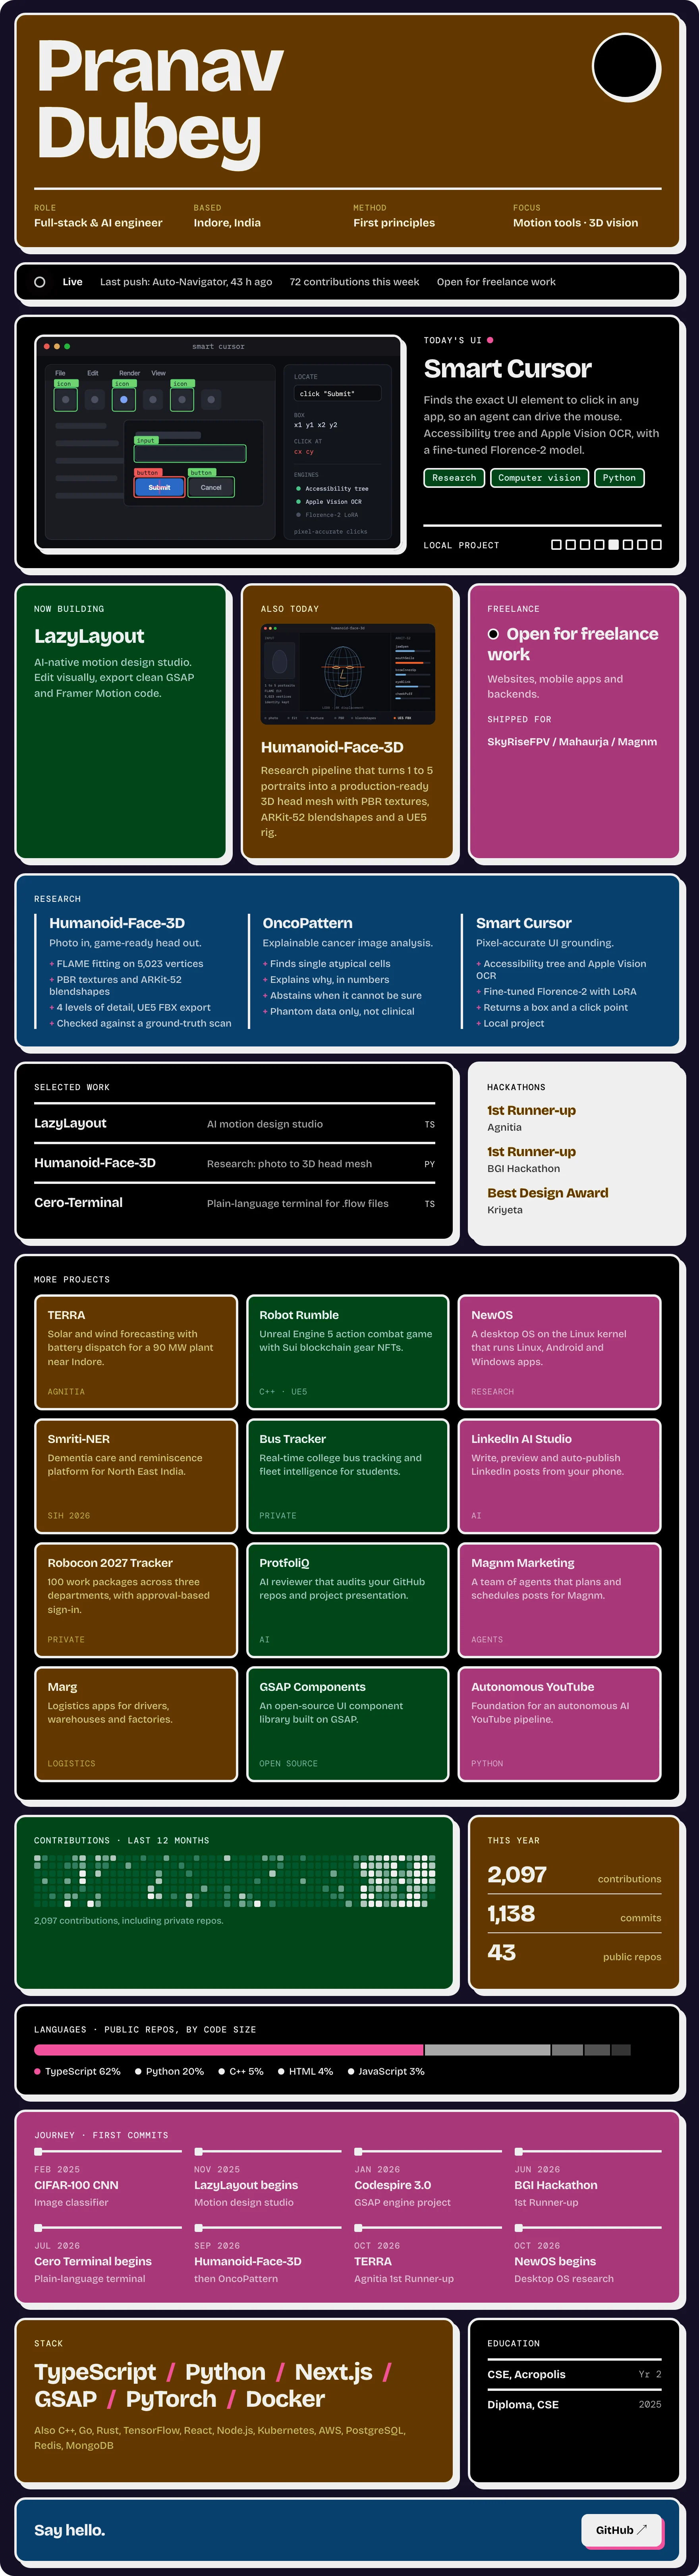 Pranav
Dubey
ROLE
Full-stack & AI engineer
BASED
Indore, India
METHOD
First principles
FOCUS
Motion tools · 3D vision
Live
Last push: Auto-Navigator, 43 h ago
72 contributions this week
Open for freelance work
smart cursor
File
Edit
Render
View
icon
icon
icon
input
button
button
Submit
Cancel
LOCATE
click "Submit"
BOX
x1 y1 x2 y2
CLICK AT
cx cy
ENGINES
Accessibility tree
Apple Vision OCR
Florence-2 LoRA
pixel-accurate clicks
TODAY'S UI
Smart Cursor
Finds the exact UI element to click in any
app, so an agent can drive the mouse.
Accessibility tree and Apple Vision OCR, with
a fine-tuned Florence-2 model.
Research
Computer vision
Python
LOCAL PROJECT
NOW BUILDING
LazyLayout
AI-native motion design studio.
Edit visually, export clean GSAP
and Framer Motion code.
ALSO TODAY
Humanoid-Face-3D
Humanoid-Face-3D
Research pipeline that turns 1 to 5
portraits into a production-ready
3D head mesh with PBR textures,
ARKit-52 blendshapes and a UE5
rig.
FREELANCE
Open for freelance
work
Websites, mobile apps and
backends.
SHIPPED FOR
SkyRiseFPV / Mahaurja / Magnm
RESEARCH
Humanoid-Face-3D
Photo in, game-ready head out.
+ FLAME fitting on 5,023 vertices
+ PBR textures and ARKit-52
blendshapes
+ 4 levels of detail, UE5 FBX export
+ Checked against a ground-truth scan
OncoPattern
Explainable cancer image analysis.
+ Finds single atypical cells
+ Explains why, in numbers
+ Abstains when it cannot be sure
+ Phantom data only, not clinical
Smart Cursor
Pixel-accurate UI grounding.
+ Accessibility tree and Apple Vision
OCR
+ Fine-tuned Florence-2 with LoRA
+ Returns a box and a click point
+ Local project
SELECTED WORK
LazyLayout
AI motion design studio
TS
Humanoid-Face-3D
Research: photo to 3D head mesh
PY
Cero-Terminal
Plain-language terminal for .flow files
TS
HACKATHONS
1st Runner-up
Agnitia
1st Runner-up
BGI Hackathon
Best Design Award
Kriyeta
MORE PROJECTS
TERRA
Solar and wind forecasting with
battery dispatch for a 90 MW plant
near Indore.
AGNITIA
Robot Rumble
Unreal Engine 5 action combat game
with Sui blockchain gear NFTs.
C++ · UE5
NewOS
A desktop OS on the Linux kernel
that runs Linux, Android and
Windows apps.
RESEARCH
Smriti-NER
Dementia care and reminiscence
platform for North East India.
SIH 2026
Bus Tracker
Real-time college bus tracking and
fleet intelligence for students.
PRIVATE
LinkedIn AI Studio
Write, preview and auto-publish
LinkedIn posts from your phone.
AI
Robocon 2027 Tracker
100 work packages across three
departments, with approval-based
sign-in.
PRIVATE
ProtfoliQ
AI reviewer that audits your GitHub
repos and project presentation.
AI
Magnm Marketing
A team of agents that plans and
schedules posts for Magnm.
AGENTS
Marg
Logistics apps for drivers,
warehouses and factories.
LOGISTICS
GSAP Components
An open-source UI component
library built on GSAP.
OPEN SOURCE
Autonomous YouTube
Foundation for an autonomous AI
YouTube pipeline.
PYTHON
CONTRIBUTIONS · LAST 12 MONTHS
2,097 contributions, including private repos.
THIS YEAR
2,097
contributions
1,138
commits
43
public repos
LANGUAGES · PUBLIC REPOS, BY CODE SIZE
TypeScript 62%
Python 20%
C++ 5%
HTML 4%
JavaScript 3%
JOURNEY · FIRST COMMITS
FEB 2025
CIFAR-100 CNN
Image classifier
NOV 2025
LazyLayout begins
Motion design studio
JAN 2026
Codespire 3.0
GSAP engine project
JUN 2026
BGI Hackathon
1st Runner-up
JUL 2026
Cero Terminal begins
Plain-language terminal
SEP 2026
Humanoid-Face-3D
then OncoPattern
OCT 2026
TERRA
Agnitia 1st Runner-up
OCT 2026
NewOS begins
Desktop OS research
STACK
TypeScript / Python / Next.js /
GSAP / PyTorch / Docker
Also C++, Go, Rust, TensorFlow, React, Node.js, Kubernetes, AWS, PostgreSQL,
Redis, MongoDB
EDUCATION
CSE, Acropolis
Yr 2
Diploma, CSE
2025
Say hello.
GitHub ↗